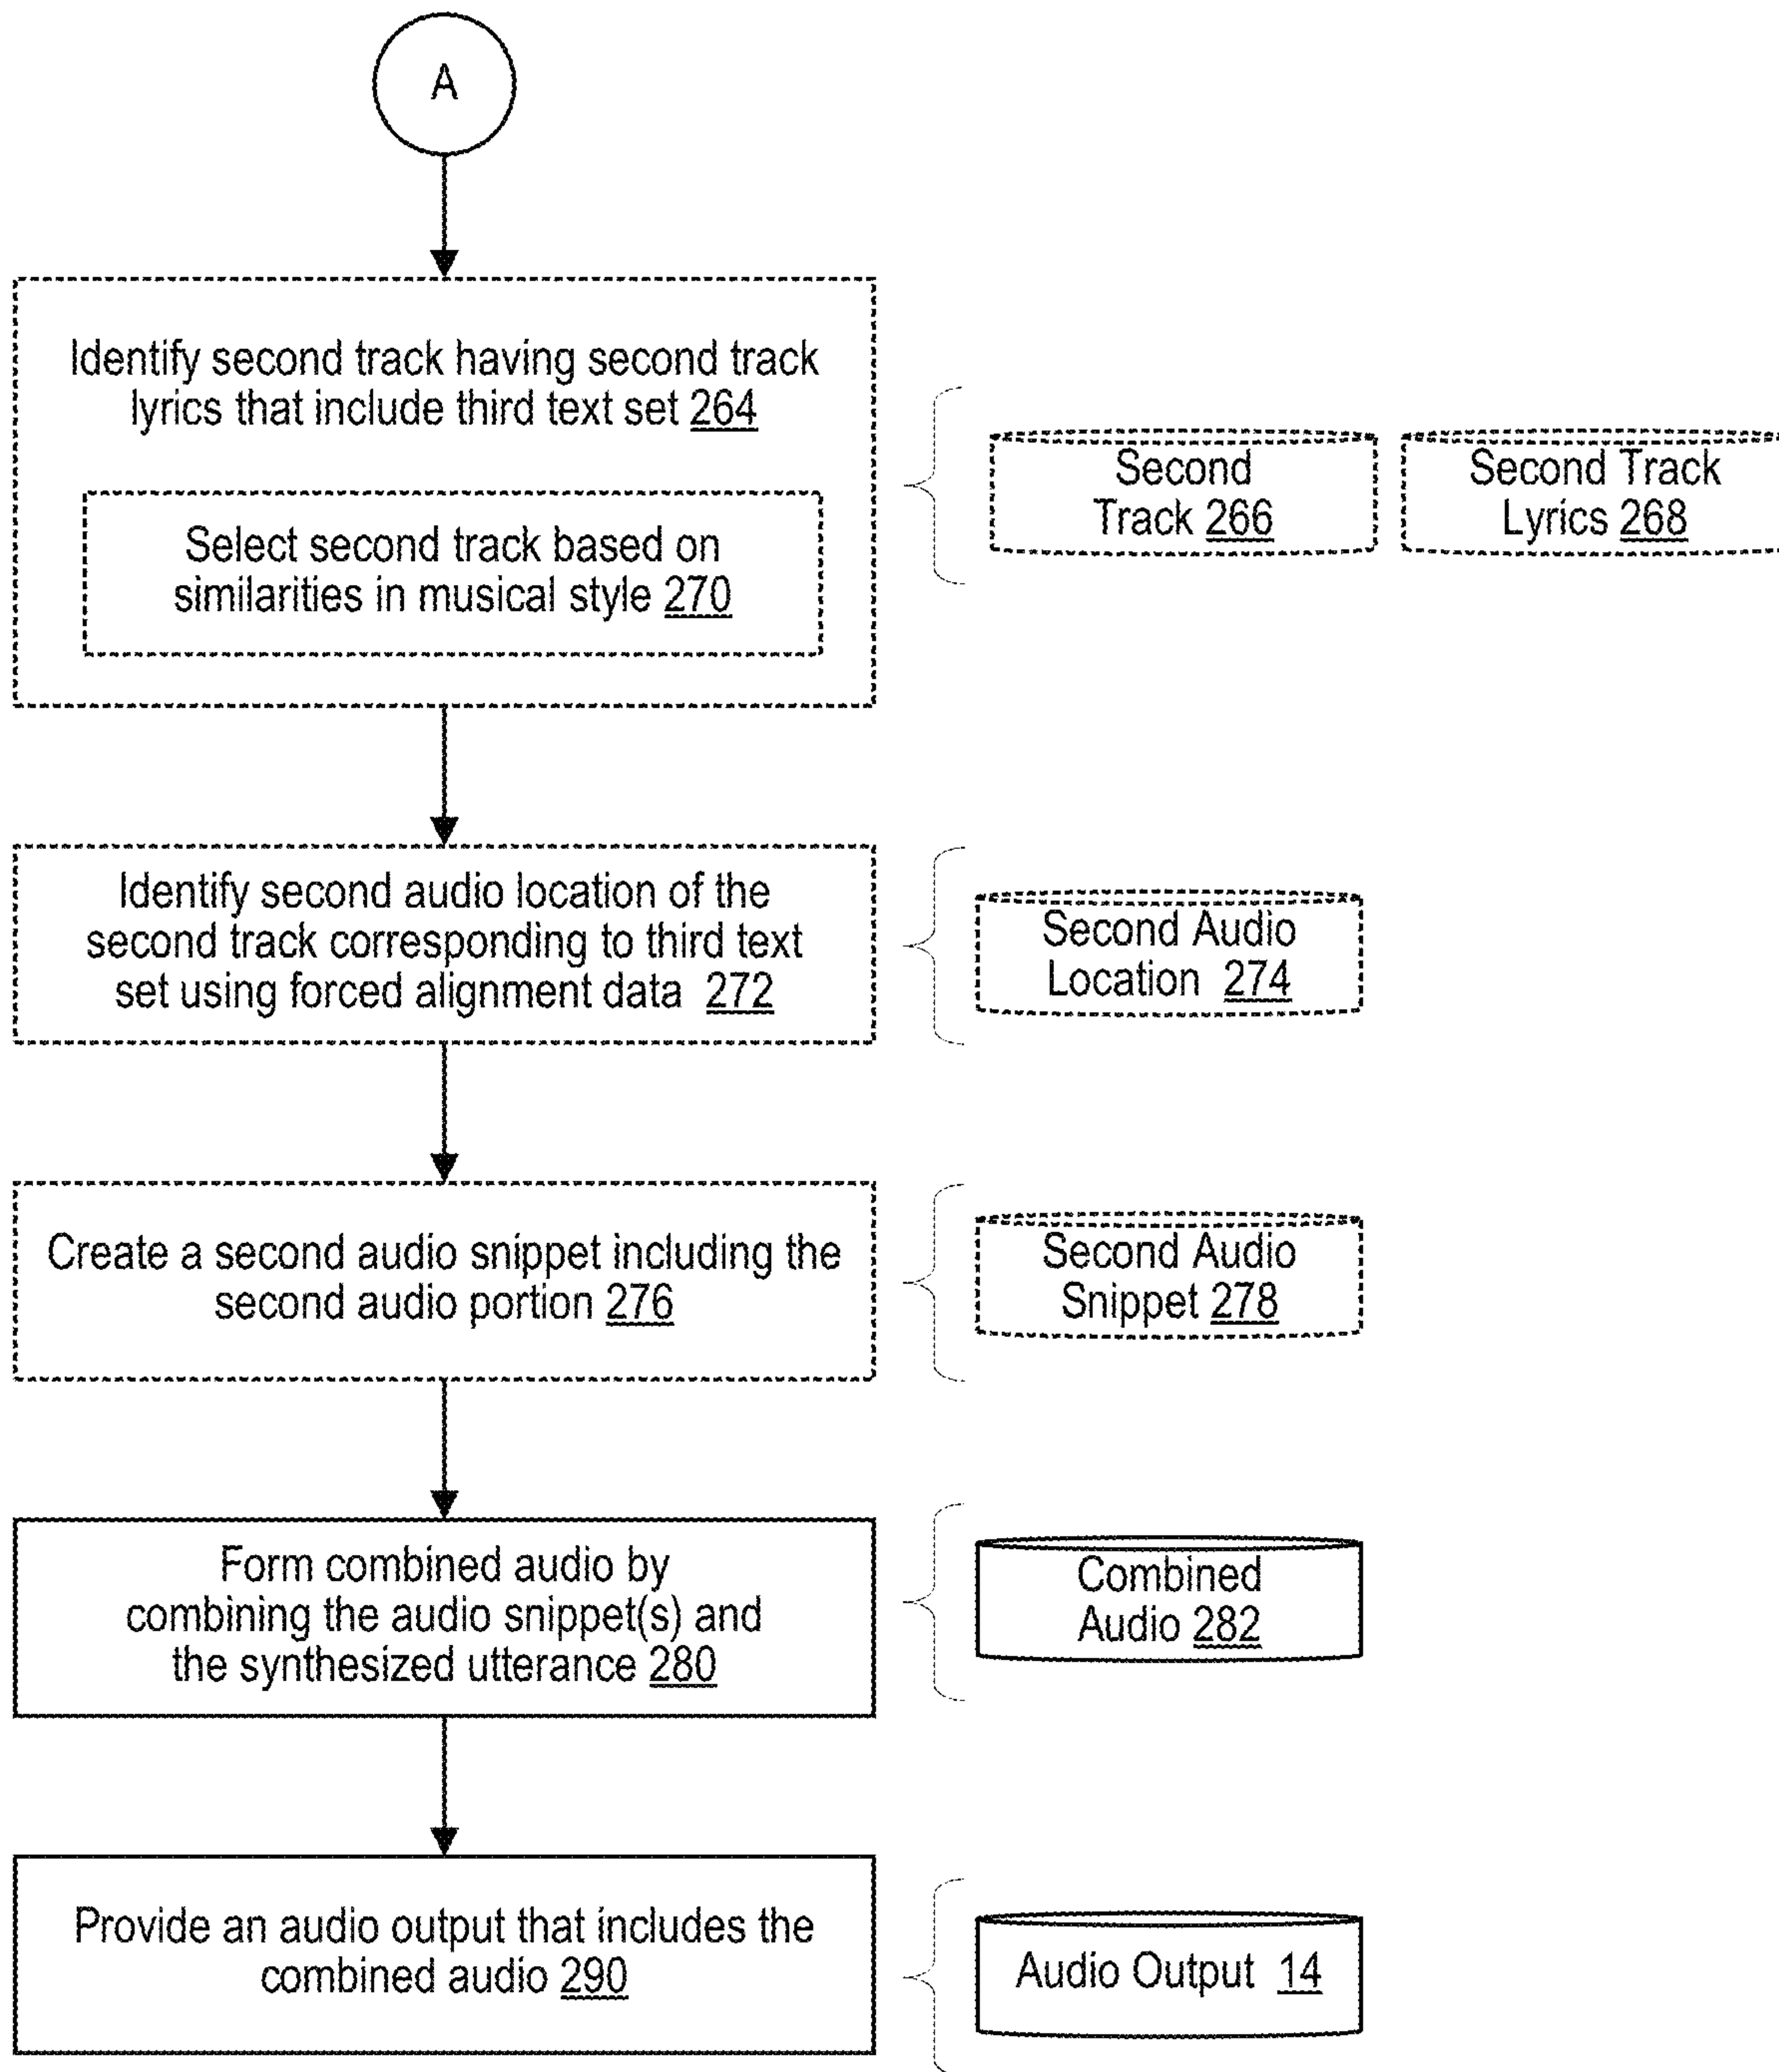 A
Identify second track having second track
lyrics that include third text set 264
Select second track based on
similarities in musical style 270
Second
Track 266
Second Track
Lyrics 268
Identify second audio location of the
second track corresponding to third text
set using forced alignment data 272
Second Audio
Location 274
Create a second audio snippet including the
second audio portion 276
Second Audio
Snippet 278
Form combined audio by
combining the audio snippet(s) and
the synthesized utterance 280
Combined
Audio 282
Provide an audio output that includes the
combined audio 290
Audio Output 14